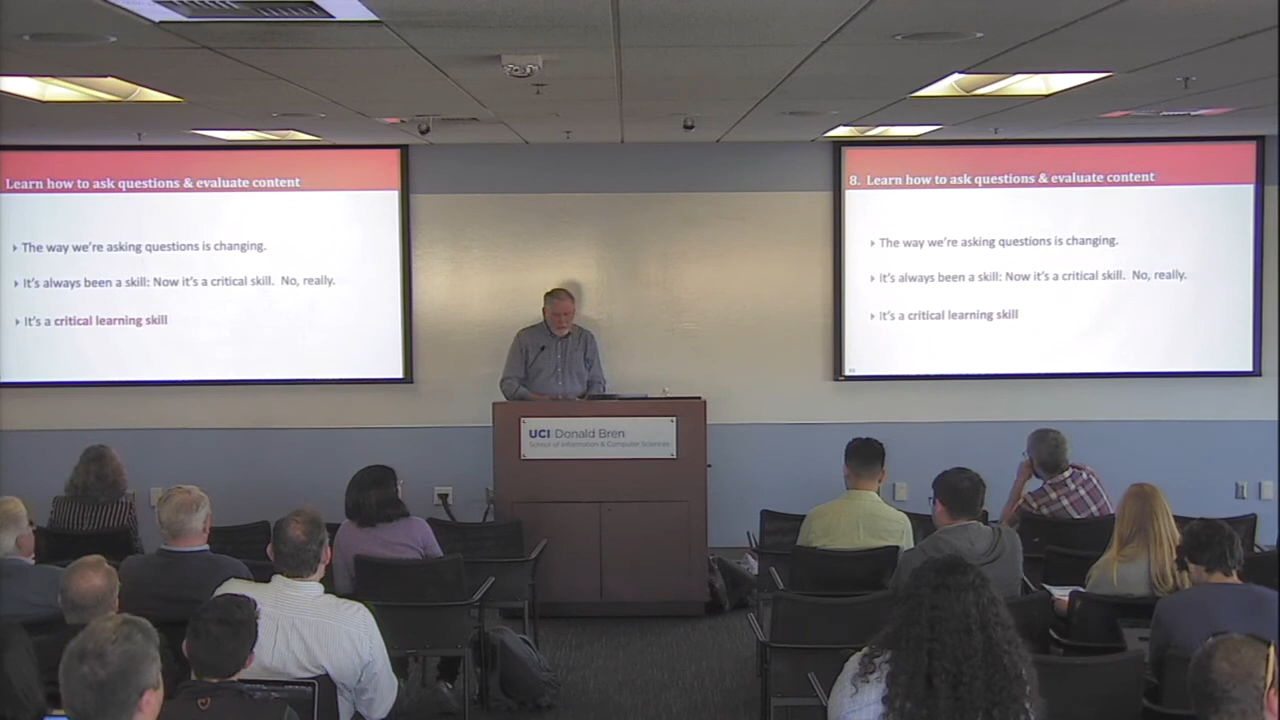 Learn how to ask questions & evaluate content
▸ The way we're asking questions is changing.
▸ It's always been a skill: Now it's a critical skill. No, really.
▸ It's a critical learning skill
8. Learn how to ask questions & evaluate content
▸ The way we're asking questions is changing.
▸ It's always been a skill: Now it's a critical skill. No, really.
▸ It's a critical learning skill
UCI Donald Bren
School of Information & Computer Sciences